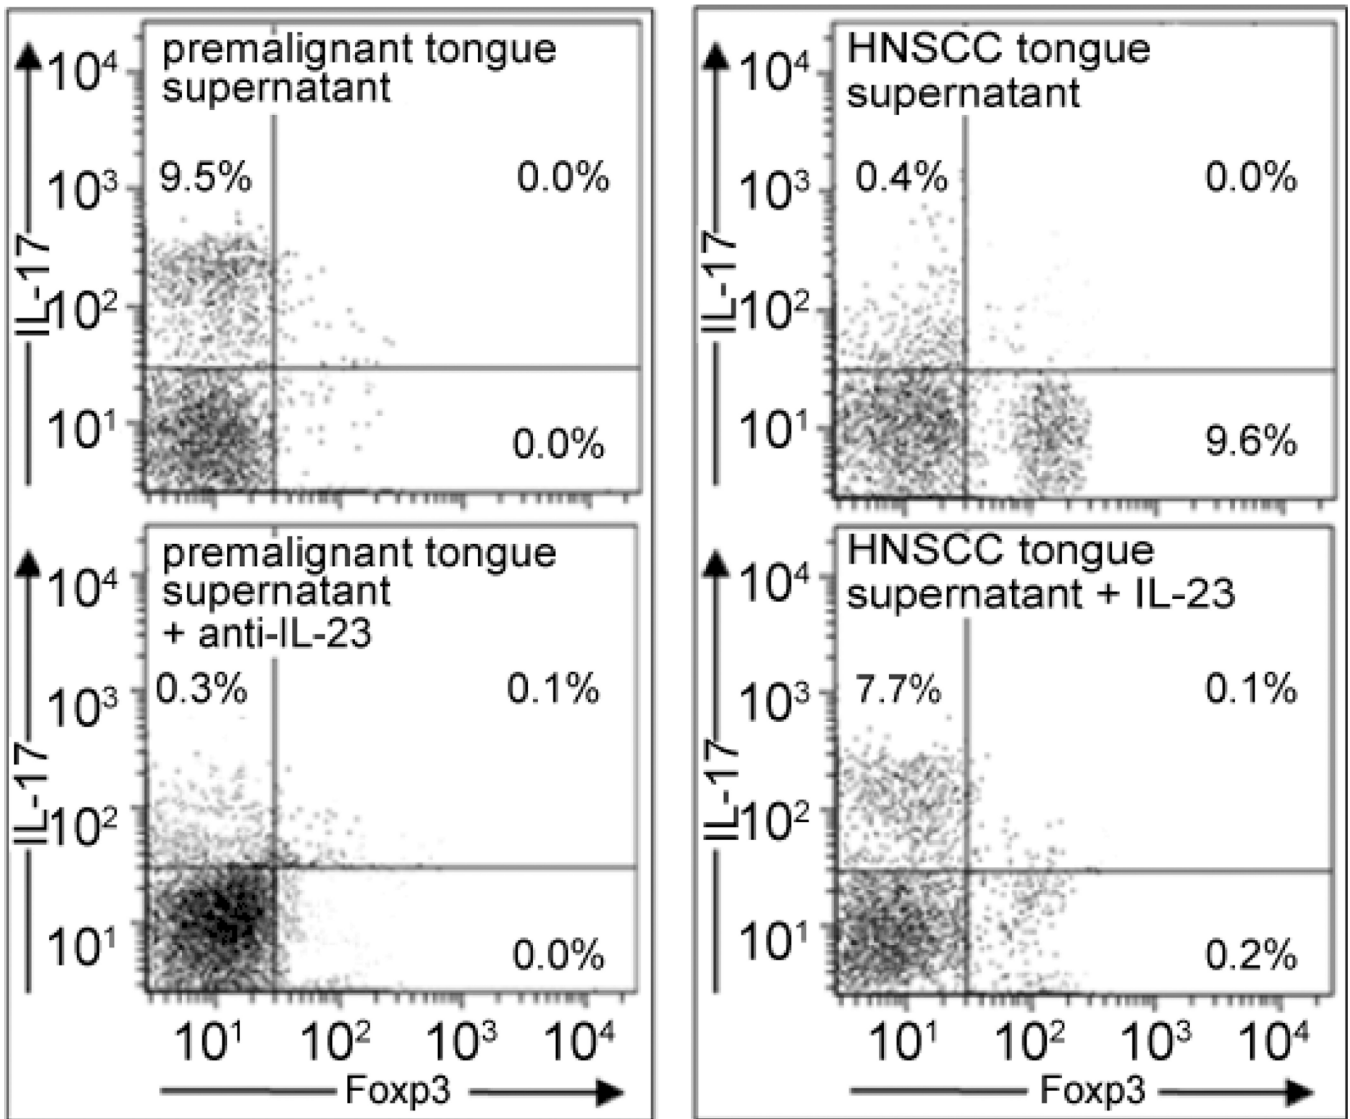 premalignant tongue
supernatant
10⁴
9.5%
0.0%
10³
IL-17
10²
10¹
0.0%
HNSCC tongue
supernatant
10⁴
0.4%
0.0%
10³
IL-17
10²
10¹
9.6%
premalignant tongue
supernatant
+ anti-IL-23
10⁴
0.3%
0.1%
10³
IL-17
10²
10¹
0.0%
10¹ 10² 10³ 10⁴
Foxp3
HNSCC tongue
supernatant + IL-23
10⁴
7.7%
0.1%
10³
IL-17
10²
10¹
0.2%
10¹ 10² 10³ 10⁴
Foxp3